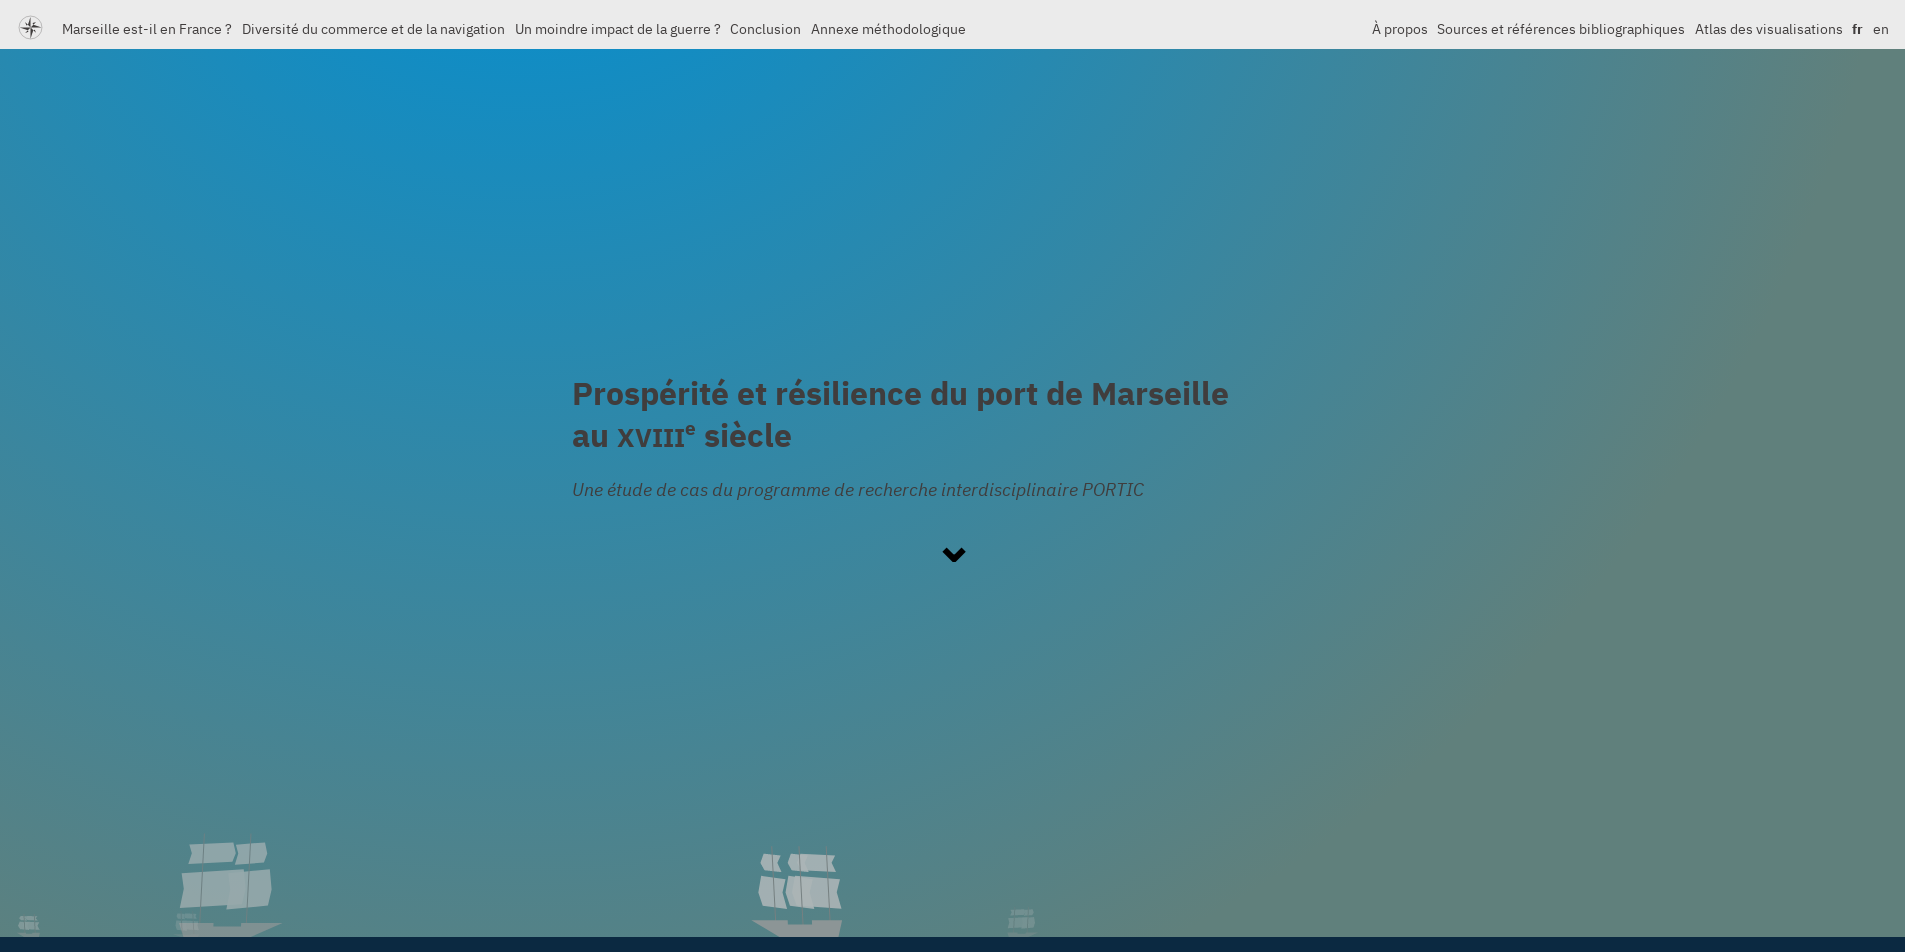 Marseille est-il en France ? Diversité du commerce et de la navigation Un moindre impact de la guerre ? Conclusion Annexe méthodologique À propos Sources et références bibliographiques Atlas des visualisations fr en
Prospérité et résilience du port de Marseille
au XVIIIe siècle
Une étude de cas du programme de recherche interdisciplinaire PORTIC